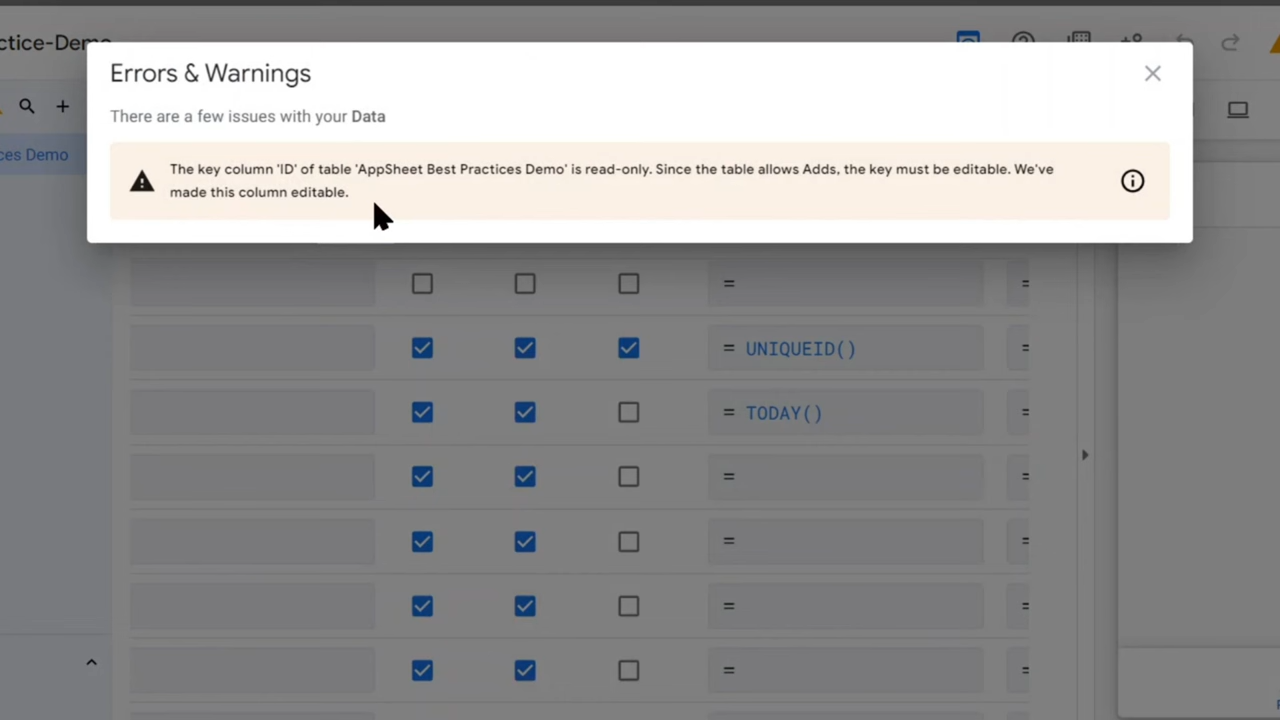 ctice-Demo
Errors & Warnings
There are a few issues with your Data
The key column 'ID' of table 'AppSheet Best Practices Demo' is read-only. Since the table allows Adds, the key must be editable. We've
made this column editable.
ces Demo
=
=
= UNIQUEID()
=
= TODAY()
=
=
=
=
=
=
=
=
=